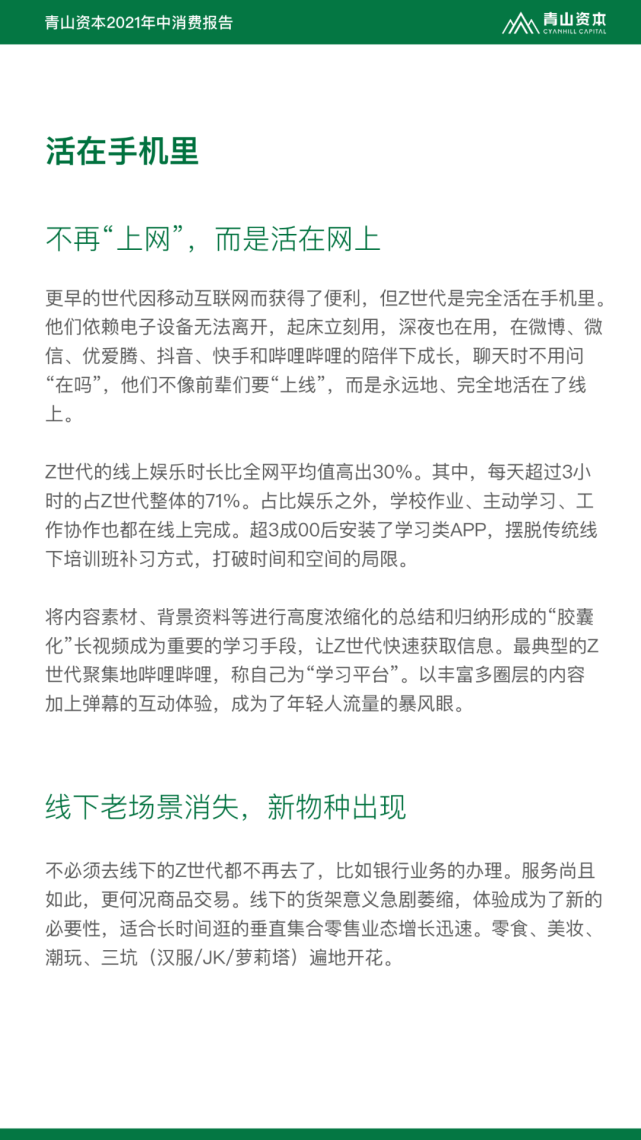 青山资本2021年中消费报告
青山资本
CYANHILL CAPITAL
活在手机里
不再“上网”，而是活在网上
更早的世代因移动互联网而获得了便利，但Z世代是完全活在手机里。
他们依赖电子设备无法离开，起床立刻用，深夜也在用，在微博、微
信、优爱腾、抖音、快手和哔哩哔哩的陪伴下成长，聊天时不用问
“在吗”，他们不像前辈们要“上线”，而是永远地、完全地活在了线
上。
Z世代的线上娱乐时长比全网平均值高出30%。其中，每天超过3小
时的占Z世代整体的71%。占比娱乐之外，学校作业、主动学习、工
作协作也都在线上完成。超3成00后安装了学习类APP，摆脱传统线
下培训班补习方式，打破时间和空间的局限。
将内容素材、背景资料等进行高度浓缩化的总结和归纳形成的“胶囊
化”长视频成为重要的学习手段，让Z世代快速获取信息。最典型的Z
世代聚集地哔哩哔哩，称自己为“学习平台”。以丰富多圈层的内容
加上弹幕的互动体验，成为了年轻人流量的暴风眼。
线下老场景消失，新物种出现
不必须去线下的Z世代都不再去了，比如银行业务的办理。服务尚且
如此，更何况商品交易。线下的货架意义急剧萎缩，体验成为了新的
必要性，适合长时间逛的垂直集合零售业态增长迅速。零食、美妆、
潮玩、三坑（汉服/JK/萝莉塔）遍地开花。